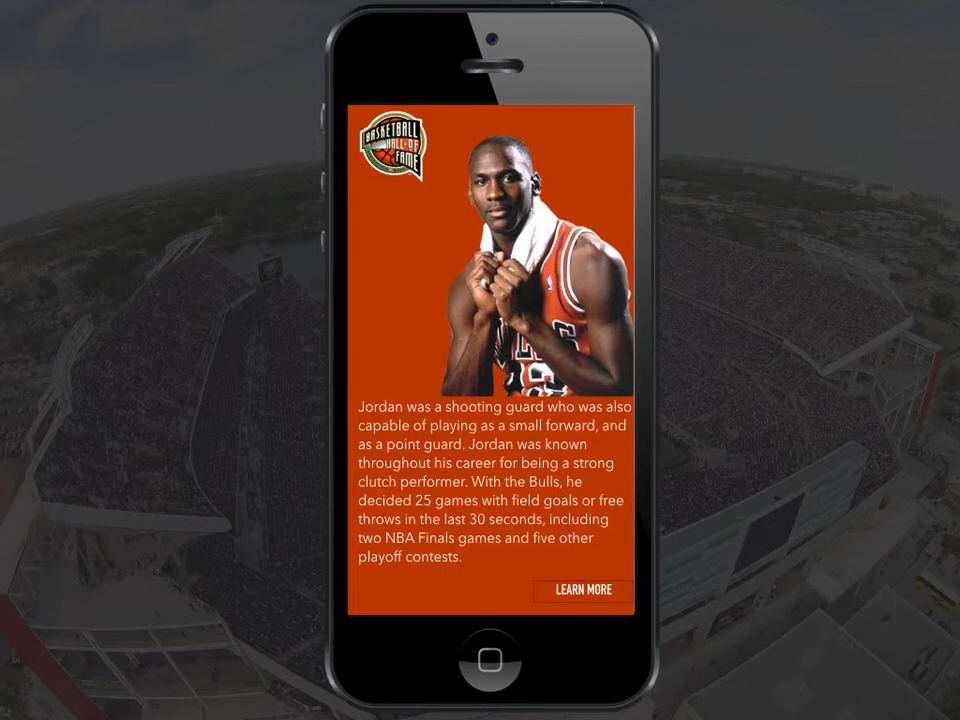 BASKETBALL
HALL-OF
FAME
Jordan was a shooting guard who was also
capable of playing as a small forward, and
as a point guard. Jordan was known
throughout his career for being a strong
clutch performer. With the Bulls, he
decided 25 games with field goals or free
throws in the last 30 seconds, including
two NBA Finals games and five other
playoff contests.
LEARN MORE